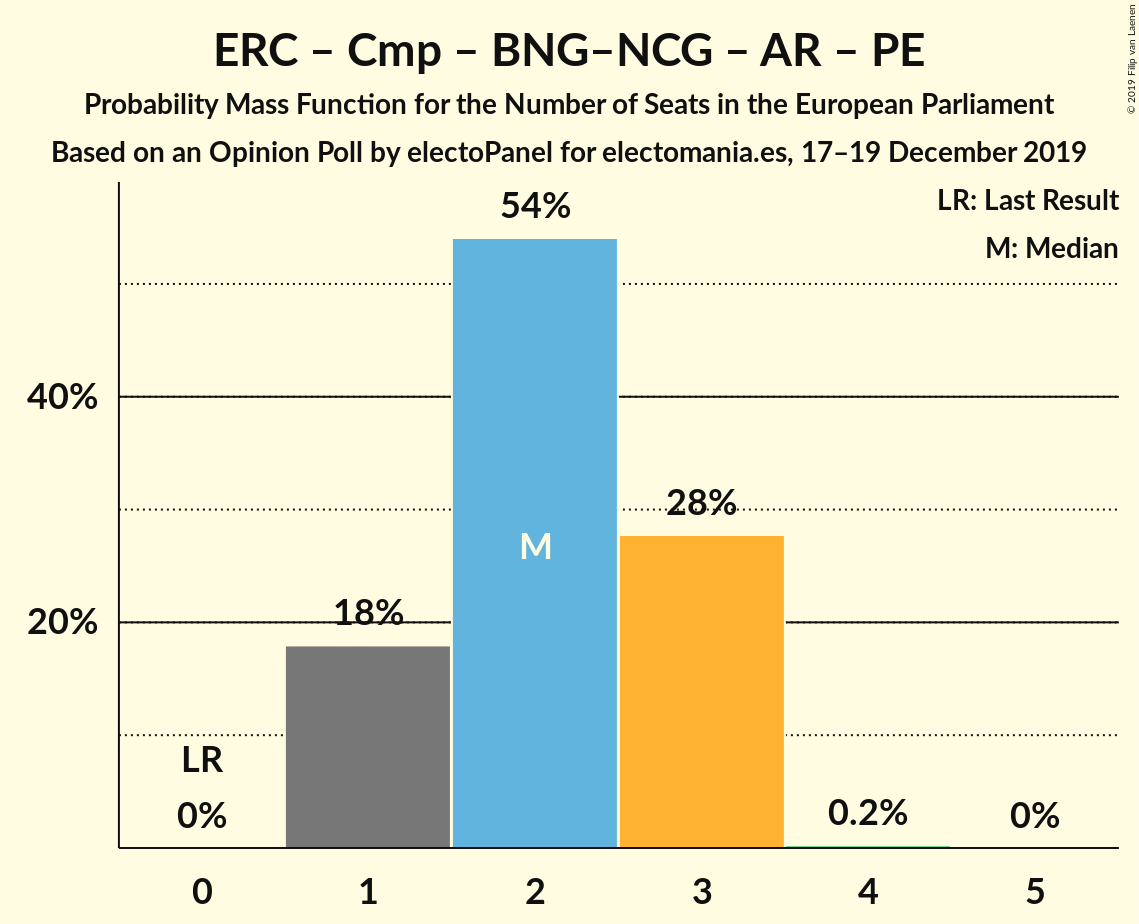 ERC – Cmp – BNG–NCG – AR – PE
Probability Mass Function for the Number of Seats in the European Parliament
Based on an Opinion Poll by electoPanel for electomania.es, 17–19 December 2019
© 2019 Filip van Laenen
LR: Last Result
M: Median
54%
40%
28%
M
20%
18%
LR
0%
0.2%
0%
0
1
2
3
4
5